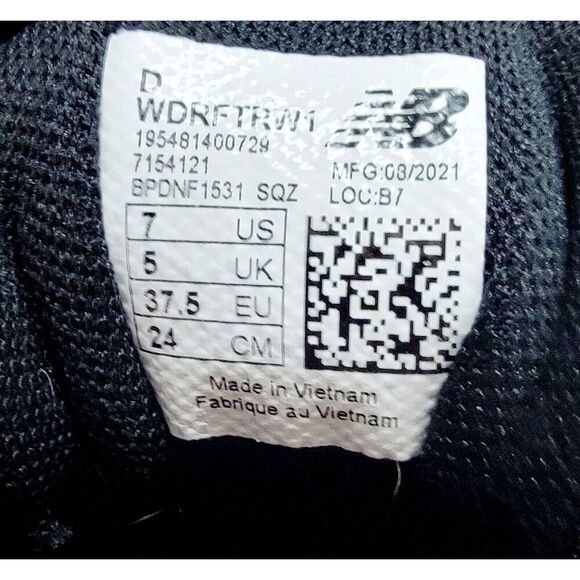 D
WDRFTRW1
195481400729
7154121
BPDNF1531 SQZ
NB
MFG:08/2021
LOC:B7
7 US
5 UK
37.5 EU
24 CM
Made in Vietnam
Fabrique au Vietnam